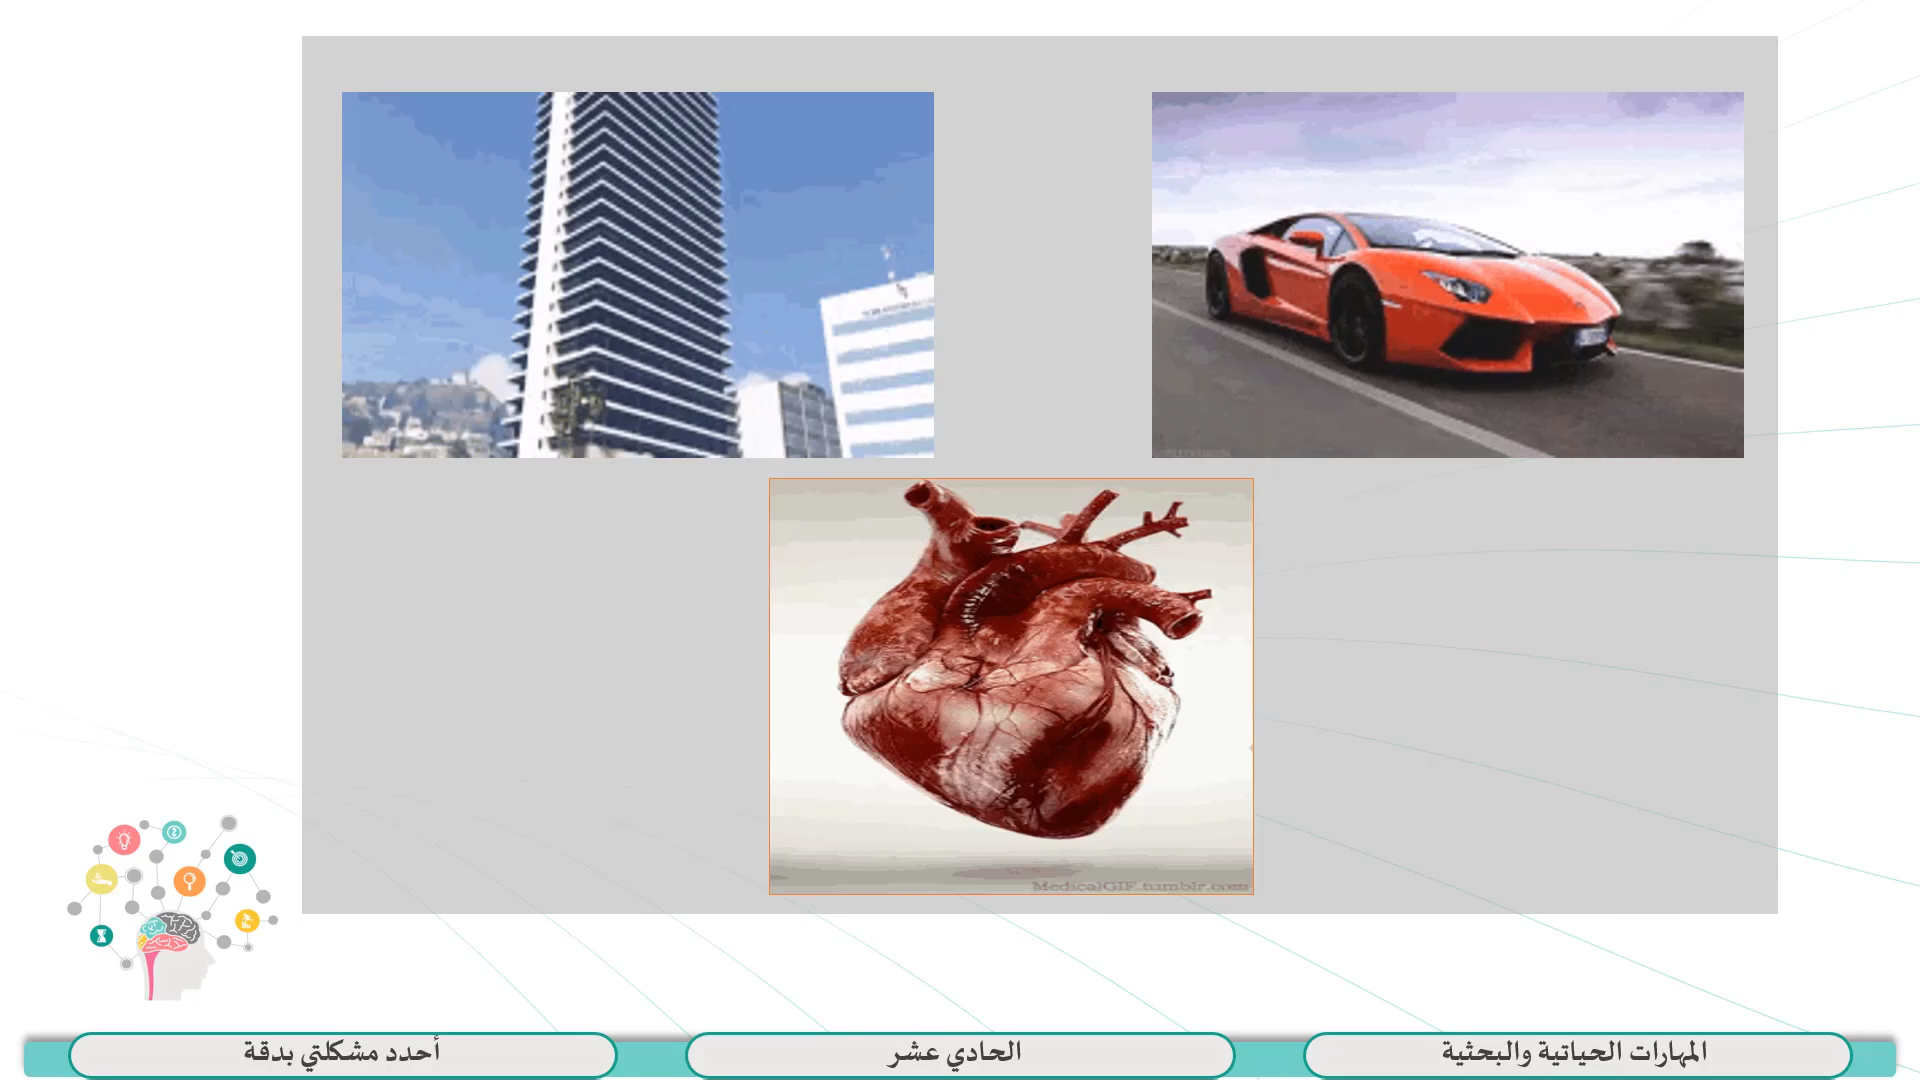 MedicalGIF.tumblr.com
المهارات الحياتية والبحثية
الحادي عشر
أحدد مشكلتي بدقة